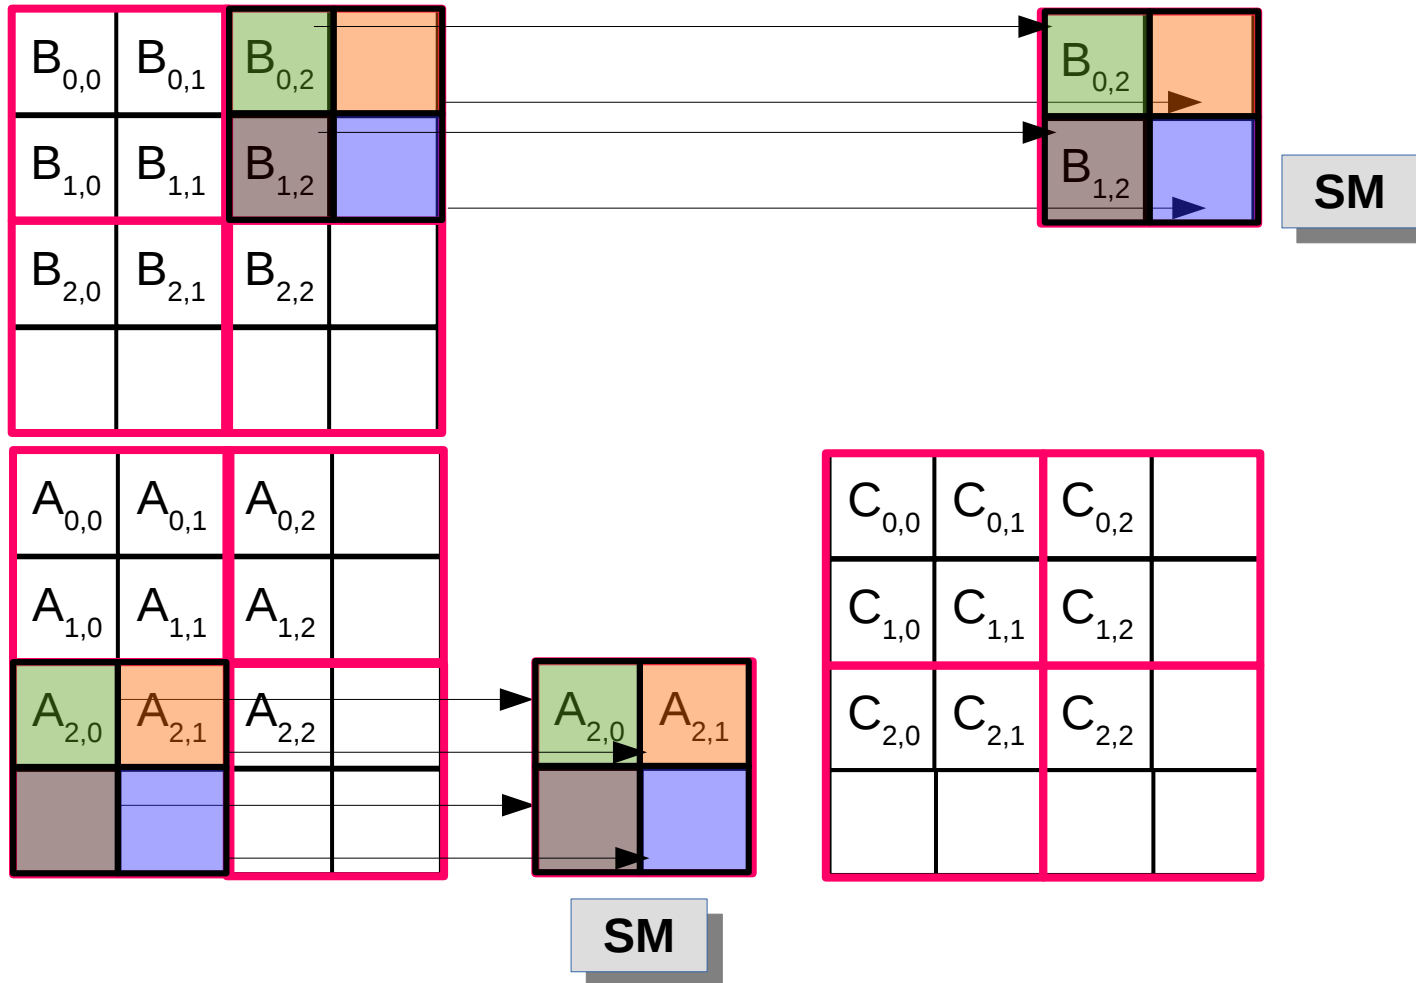 B0,0 B0,1 B0,2 B0,2
B1,0 B1,1 B1,2 B1,2
SM
B2,0 B2,1 B2,2
A0,0 A0,1 A0,2 C0,0 C0,1 C0,2
A1,0 A1,1 A1,2 C1,0 C1,1 C1,2
A2,0 A2,1 A2,2 A2,0 A2,1 C2,0 C2,1 C2,2
SM